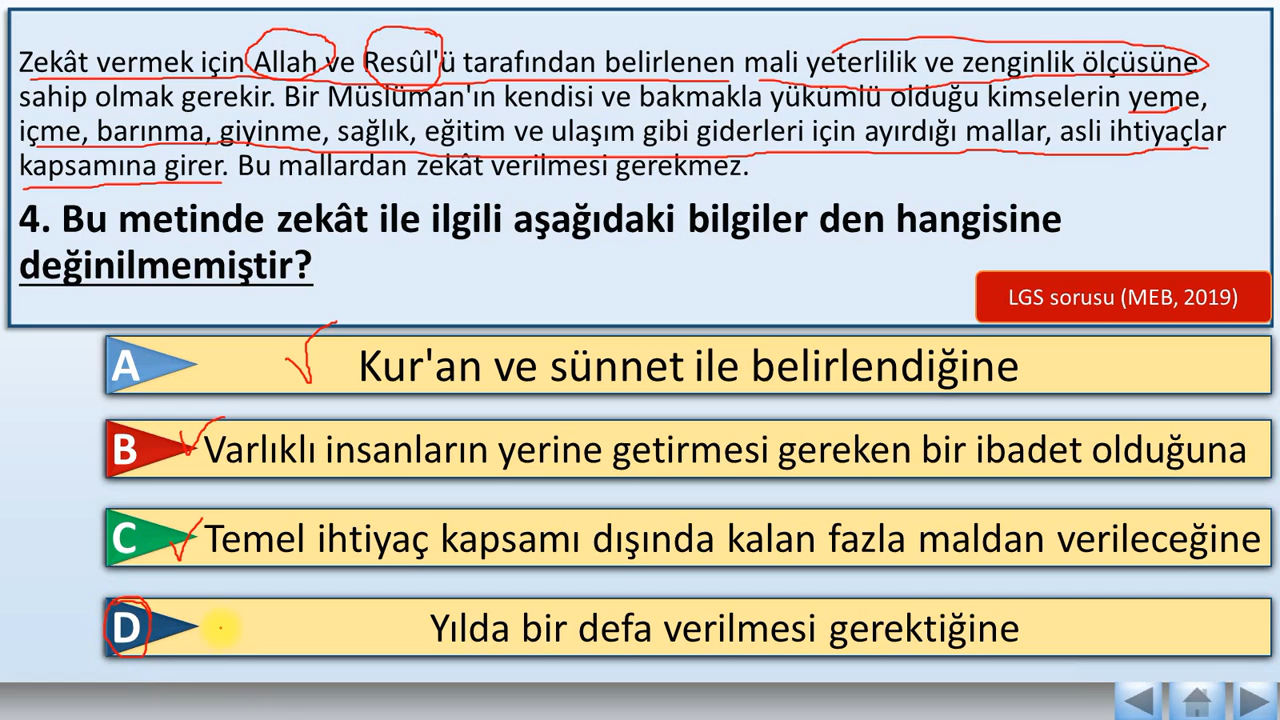 Zekât vermek için Allah ve Resûl'ü tarafından belirlenen mali yeterlilik ve zenginlik ölçüsüne
sahip olmak gerekir. Bir Müslüman'ın kendisi ve bakmakla yükümlü olduğu kimselerin yeme,
içme, barınma, giyinme, sağlık, eğitim ve ulaşım gibi giderleri için ayırdığı mallar, asli ihtiyaçlar
kapsamına girer. Bu mallardan zekât verilmesi gerekmez.
4. Bu metinde zekât ile ilgili aşağıdaki bilgiler den hangisine
değinilmemiştir?
LGS sorusu (MEB, 2019)
A Kur'an ve sünnet ile belirlendiğine
B Varlıklı insanların yerine getirmesi gereken bir ibadet olduğuna
C Temel ihtiyaç kapsamı dışında kalan fazla maldan verileceğine
D Yılda bir defa verilmesi gerektiğine